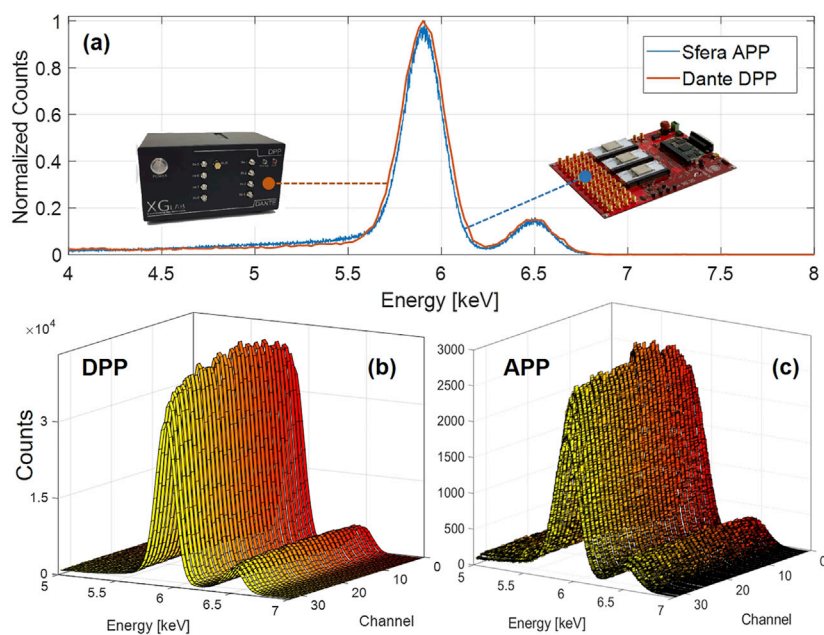 (a)
Sfera APP
Dante DPP
Normalized Counts
1
0.8
0.6
0.4
0.2
0
DPP
POWER
XGLAB
DANTE
4
4.5
5
5.5
6
6.5
7
7.5
8
Energy [keV]
×10⁴
DPP
(b)
Counts
3
1.5
0
5
5.5
6
6.5
7
Energy [keV]
30
20
10
0
Channel
APP
(c)
3000
2500
2000
1500
1000
500
0
5
5.5
6
6.5
7
Energy [keV]
30
20
10
0
Channel